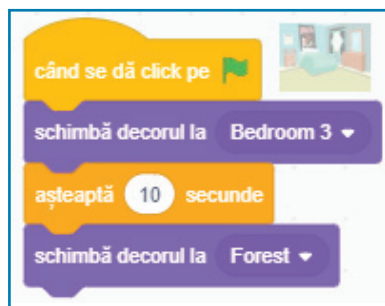 când se dă click pe
schimbă decorul la Bedroom 3
așteaptă 10 secunde
schimbă decorul la Forest